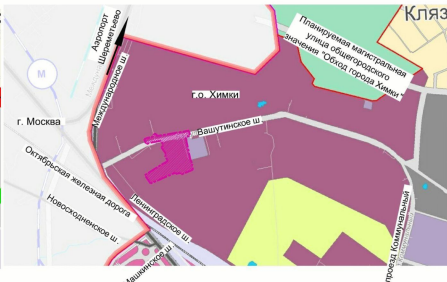 Кляз
Аэропорт
Шереметьево
Планируемая магистральная
улица общегородского
значения "Обход города Химки"
М
Международное ш.
г.о. Химки
г. Москва
Вашутинское ш.
Октябрьская железная дорога
Ленинградское ш.
Новосходненское ш.
Машкинское ш.
проезд Коммунальный